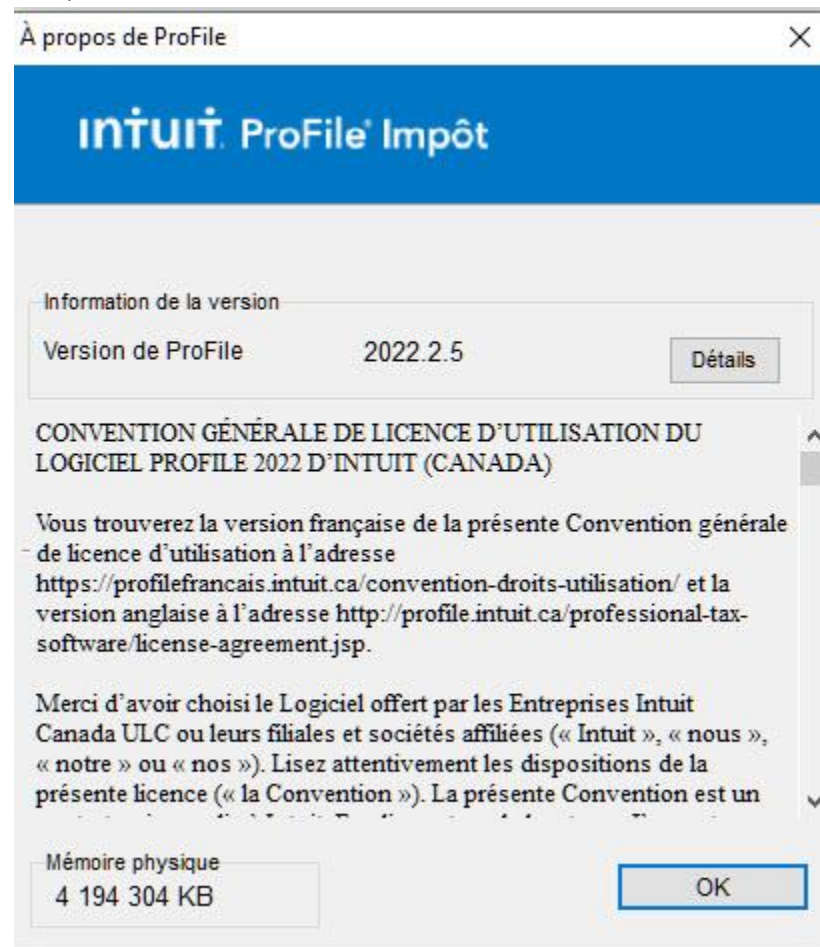 À propos de ProFile
ıntuıt ProFile® Impôt
Information de la version
Version de ProFile 2022.2.5 Détails
CONVENTION GÉNÉRALE DE LICENCE D’UTILISATION DU
LOGICIEL PROFILE 2022 D’INTUIT (CANADA)
Vous trouverez la version française de la présente Convention générale
de licence d’utilisation à l’adresse
https://profilefrancais.intuit.ca/convention-droits-utilisation/ et la
version anglaise à l’adresse http://profile.intuit.ca/professional-tax-
software/license-agreement.jsp.
Merci d’avoir choisi le Logiciel offert par les Entreprises Intuit
Canada ULC ou leurs filiales et sociétés affiliées (« Intuit », « nous »,
« notre » ou « nos »). Lisez attentivement les dispositions de la
présente licence (« la Convention »). La présente Convention est un
Mémoire physique
4 194 304 KB
OK